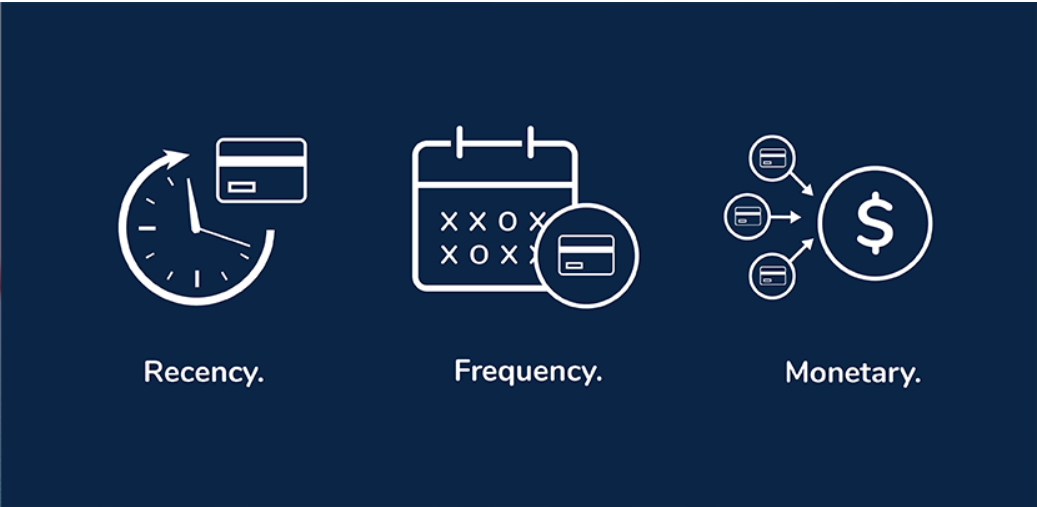 X X O X
X O X
$
Recency.
Frequency.
Monetary.